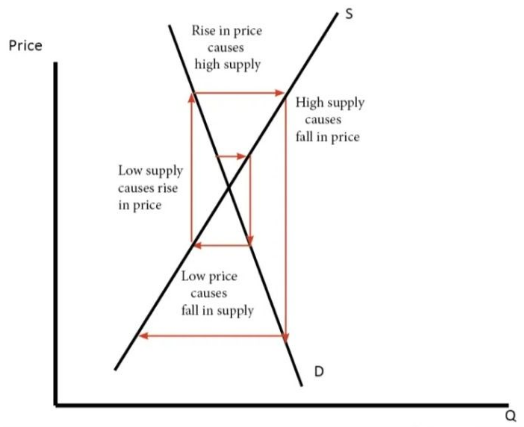 S
Price
Rise in price
causes
high supply
High supply
causes
fall in price
Low supply
causes rise
in price
Low price
causes
fall in supply
D
Q